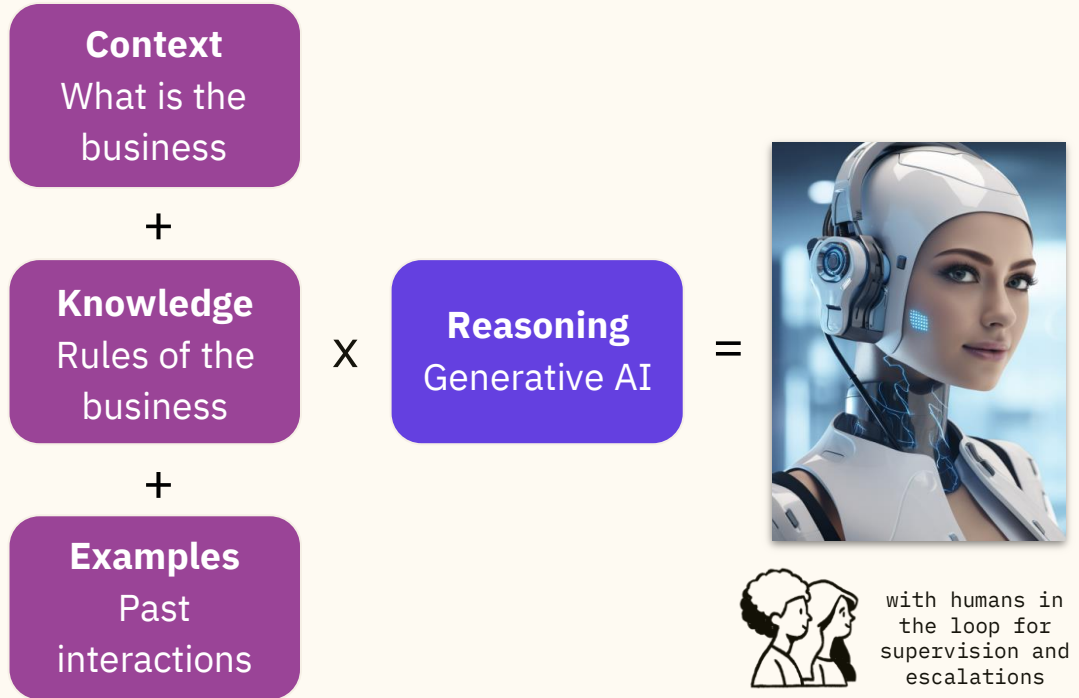 Context
What is the
business
+
Knowledge
Rules of the
business
+
Examples
Past
interactions
x
Reasoning
Generative AI
=
with humans in
the loop for
supervision and
escalations